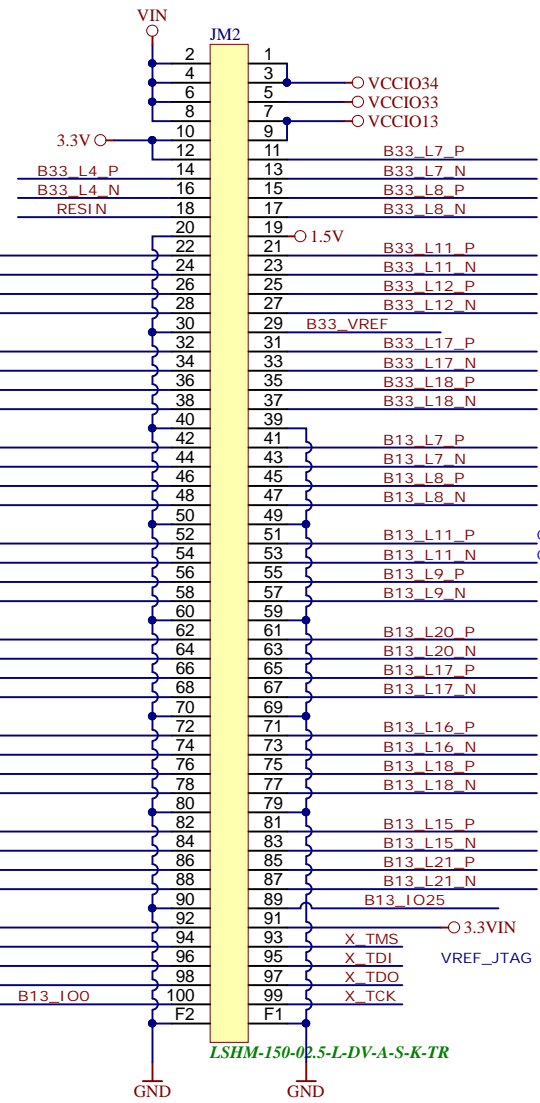 VIN
JM2
2 1
4 3 VCCIO34
6 5 VCCIO33
8 7 VCCIO13
3.3V 10 9
12 11 B33_L7_P
B33_L4_P 14 13 B33_L7_N
B33_L4_N 16 15 B33_L8_P
RESIN 18 17 B33_L8_N
20 19 1.5V
22 21 B33_L11_P
24 23 B33_L11_N
26 25 B33_L12_P
28 27 B33_L12_N
30 29 B33_VREF
32 31 B33_L17_P
34 33 B33_L17_N
36 35 B33_L18_P
38 37 B33_L18_N
40 39
42 41 B13_L7_P
44 43 B13_L7_N
46 45 B13_L8_P
48 47 B13_L8_N
50 49
52 51 B13_L11_P
54 53 B13_L11_N
56 55 B13_L9_P
58 57 B13_L9_N
60 59
62 61 B13_L20_P
64 63 B13_L20_N
66 65 B13_L17_P
68 67 B13_L17_N
70 69
72 71 B13_L16_P
74 73 B13_L16_N
76 75 B13_L18_P
78 77 B13_L18_N
80 79
82 81 B13_L15_P
84 83 B13_L15_N
86 85 B13_L21_P
88 87 B13_L21_N
90 89 B13_IO25
92 91 3.3VIN
94 93 X_TMS
96 95 X_TDI VREF_JTAG
98 97 X_TDO
B13_IO0 100 99 X_TCK
F2 F1
LSHM-150-02.5-L-DV-A-S-K-TR
GND GND